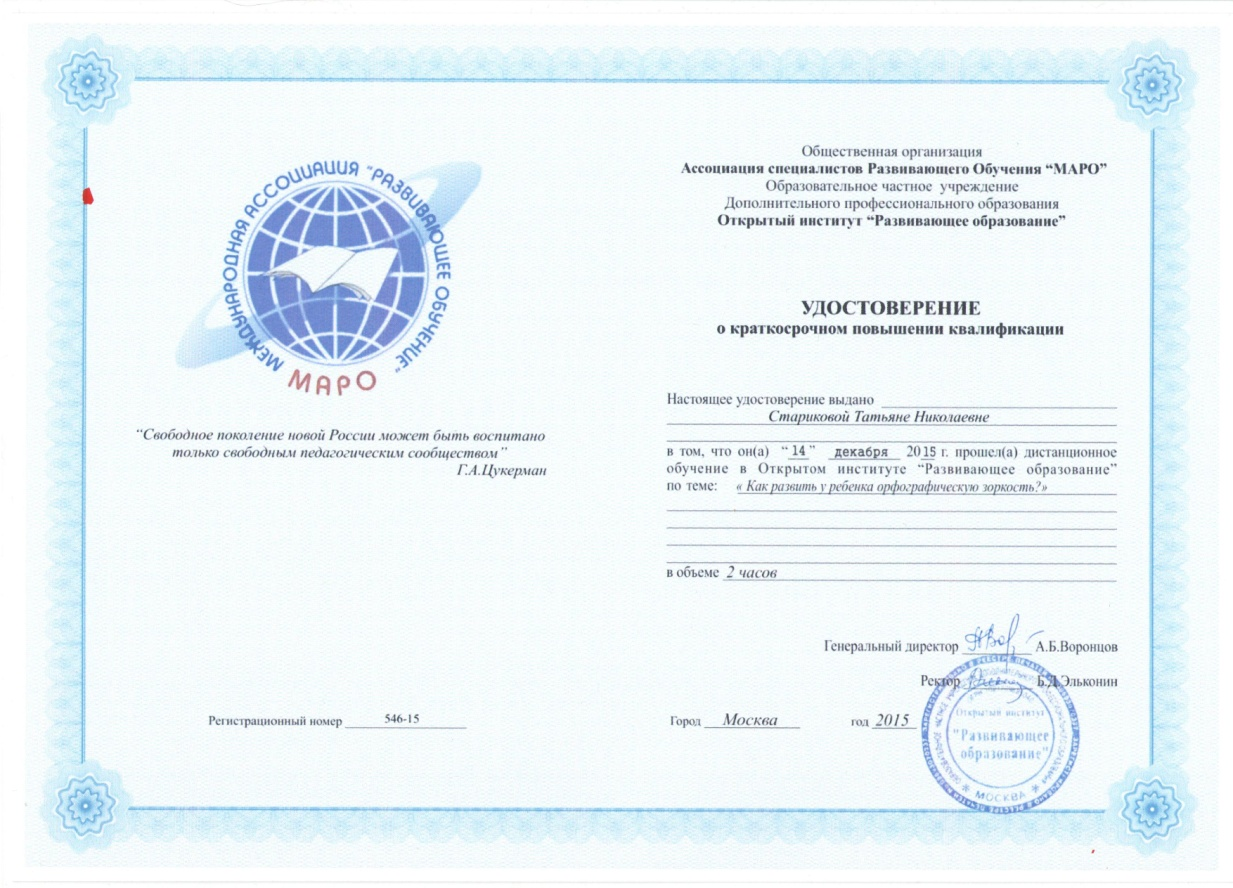 МЕЖДУНАРОДНАЯ АССОЦИАЦИЯ "РАЗВИВАЮЩЕЕ ОБУЧЕНИЕ"
МАРО
“Свободное поколение новой России может быть воспитано
только свободным педагогическим сообществом”
Г.А.Цукерман
Регистрационный номер 546-15
Общественная организация
Ассоциация специалистов Развивающего Обучения “МАРО”
Образовательное частное учреждение
Дополнительного профессионального образования
Открытый институт “Развивающее образование”
УДОСТОВЕРЕНИЕ
о краткосрочном повышении квалификации
Настоящее удостоверение выдано
Стариковой Татьяне Николаевне
в том, что он(а) “14” декабря 2015 г. прошел(а) дистанционное
обучение в Открытом институте “Развивающее образование”
по теме: « Как развить у ребенка орфографическую зоркость?»
в объеме 2 часов
Генеральный директор А.Б.Воронцов
Ректор Б.Д.Эльконин
Город Москва год 2015
Открытый институт
"Развивающее
образование"
МОСКВА